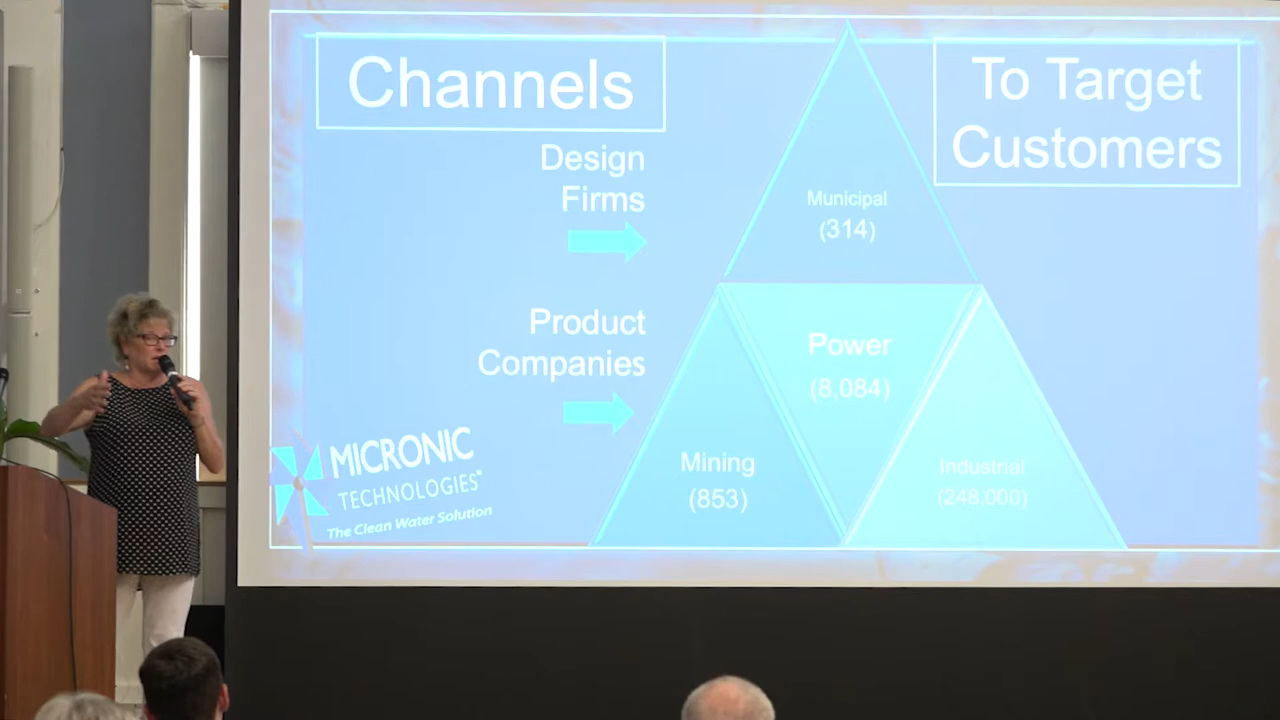 Channels
To Target
Customers
Design
Firms
Municipal
(314)
Product
Companies
Power
(8,084)
Mining
(853)
Industrial
(248,000)
MICRONIC
TECHNOLOGIES™
The Clean Water Solution